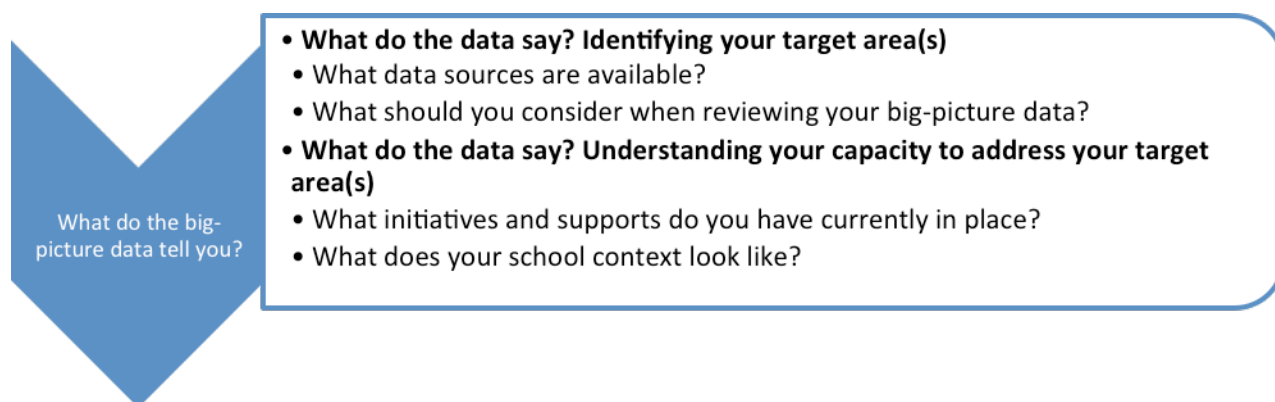 What do the big-
picture data tell you?
• What do the data say? Identifying your target area(s)
• What data sources are available?
• What should you consider when reviewing your big-picture data?
• What do the data say? Understanding your capacity to address your target
area(s)
• What initiatives and supports do you have currently in place?
• What does your school context look like?